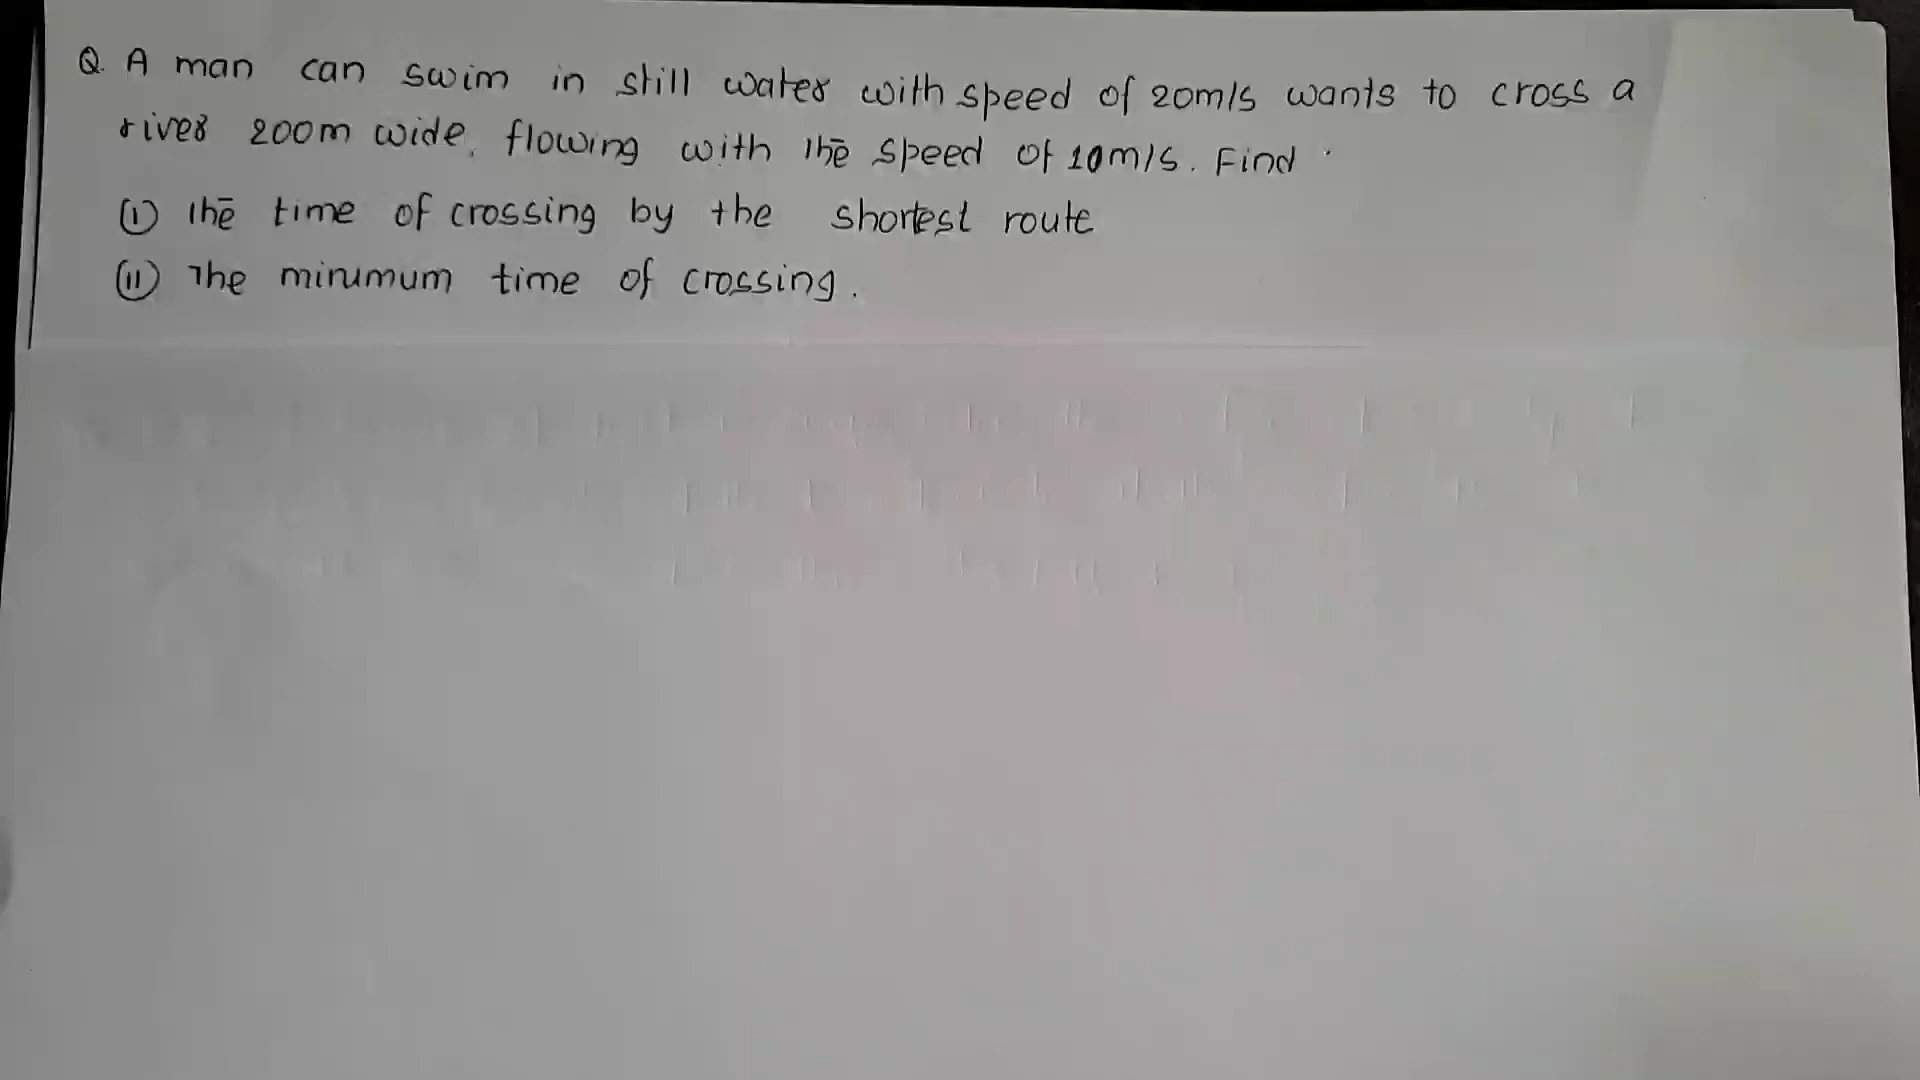 Q. A man can swim in still water with speed of 20m/s wants to cross a
river 200m wide, flowing with the speed of 10m/s. Find
(i) The time of crossing by the shortest route
(ii) The minimum time of crossing.